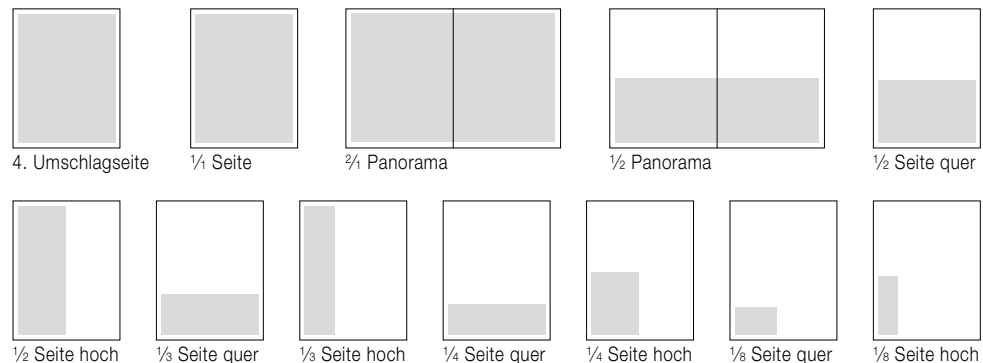 4. Umschlagseite 1/1 Seite 2/1 Panorama 1/2 Panorama 1/2 Seite quer
1/2 Seite hoch 1/3 Seite quer 1/3 Seite hoch 1/4 Seite quer 1/4 Seite hoch 1/8 Seite quer 1/8 Seite hoch